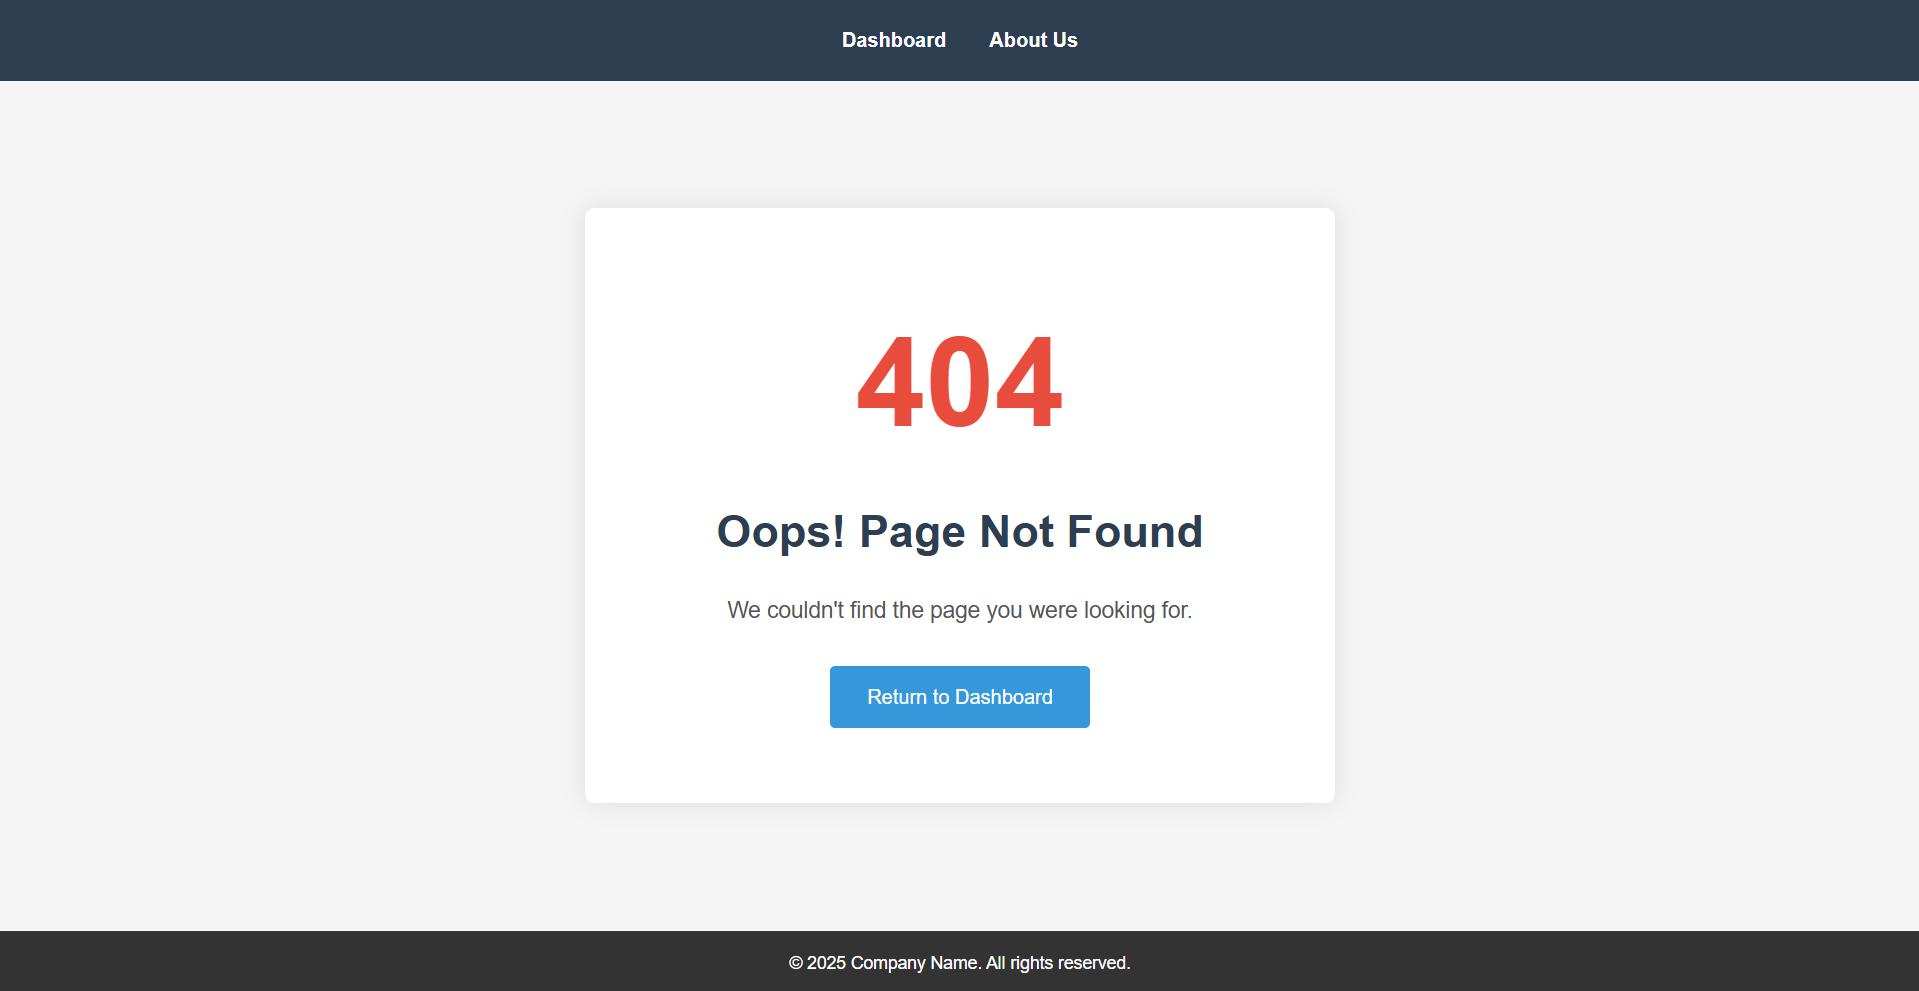 Dashboard About Us
404
Oops! Page Not Found
We couldn't find the page you were looking for.
Return to Dashboard
© 2025 Company Name. All rights reserved.